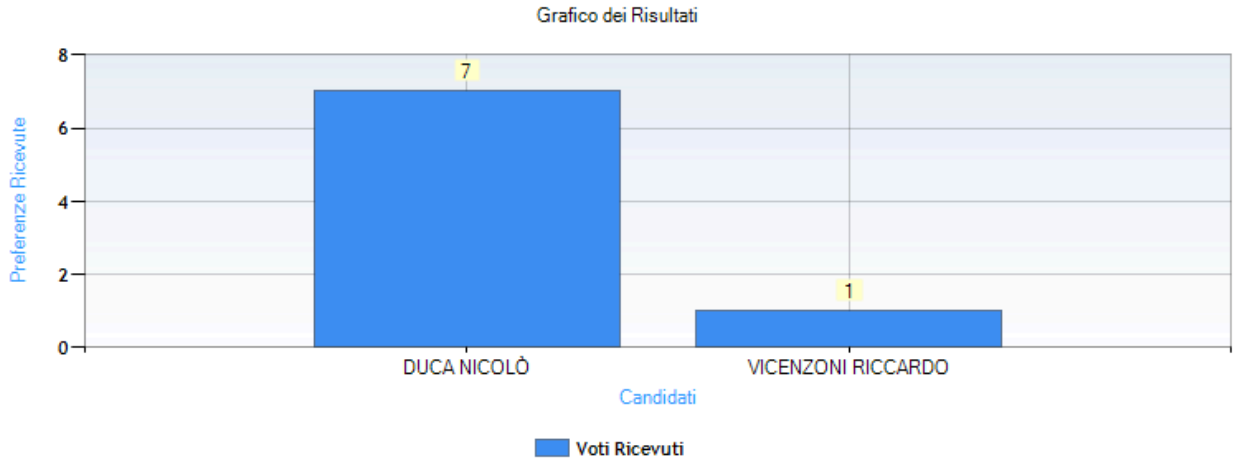 Grafico dei Risultati
8
7
6
Preferenze Ricevute
4
2
1
0
DUCA NICOLÒ
VICENZONI RICCARDO
Candidati
Voti Ricevuti